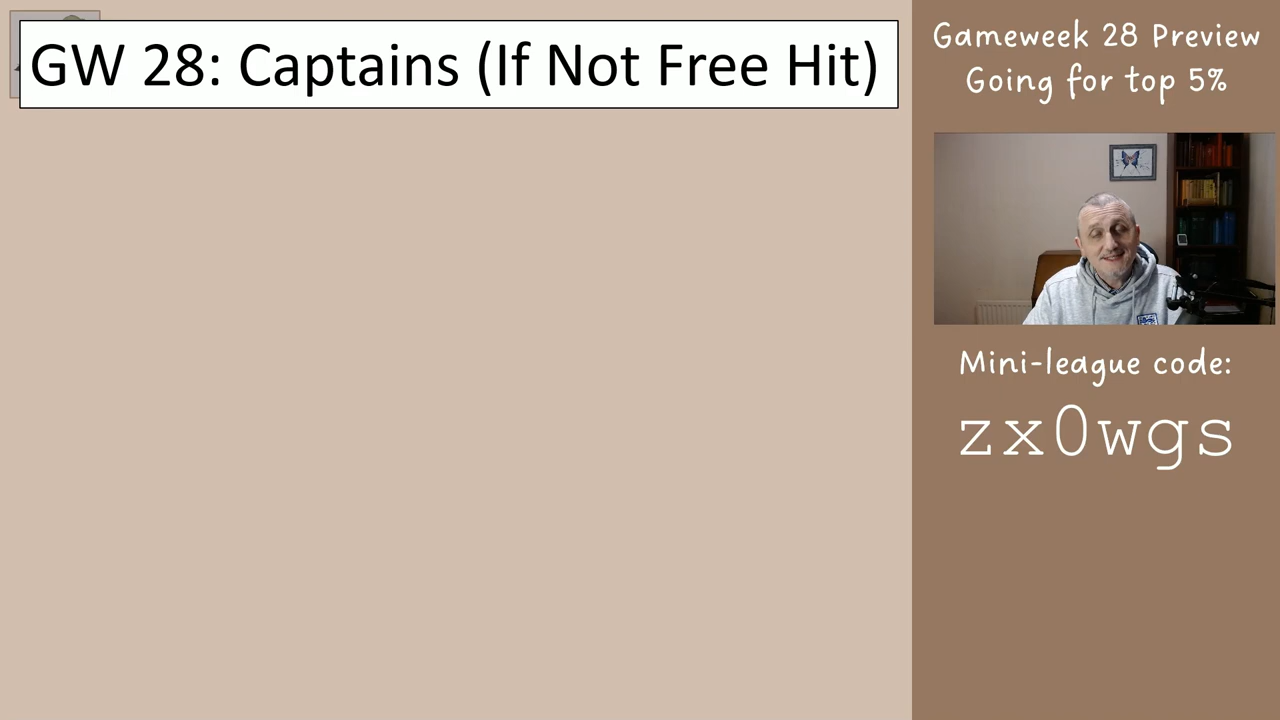 GW 28: Captains (If Not Free Hit)
Gameweek 28 Preview
Going for top 5%
Mini-league code:
zx0wgs